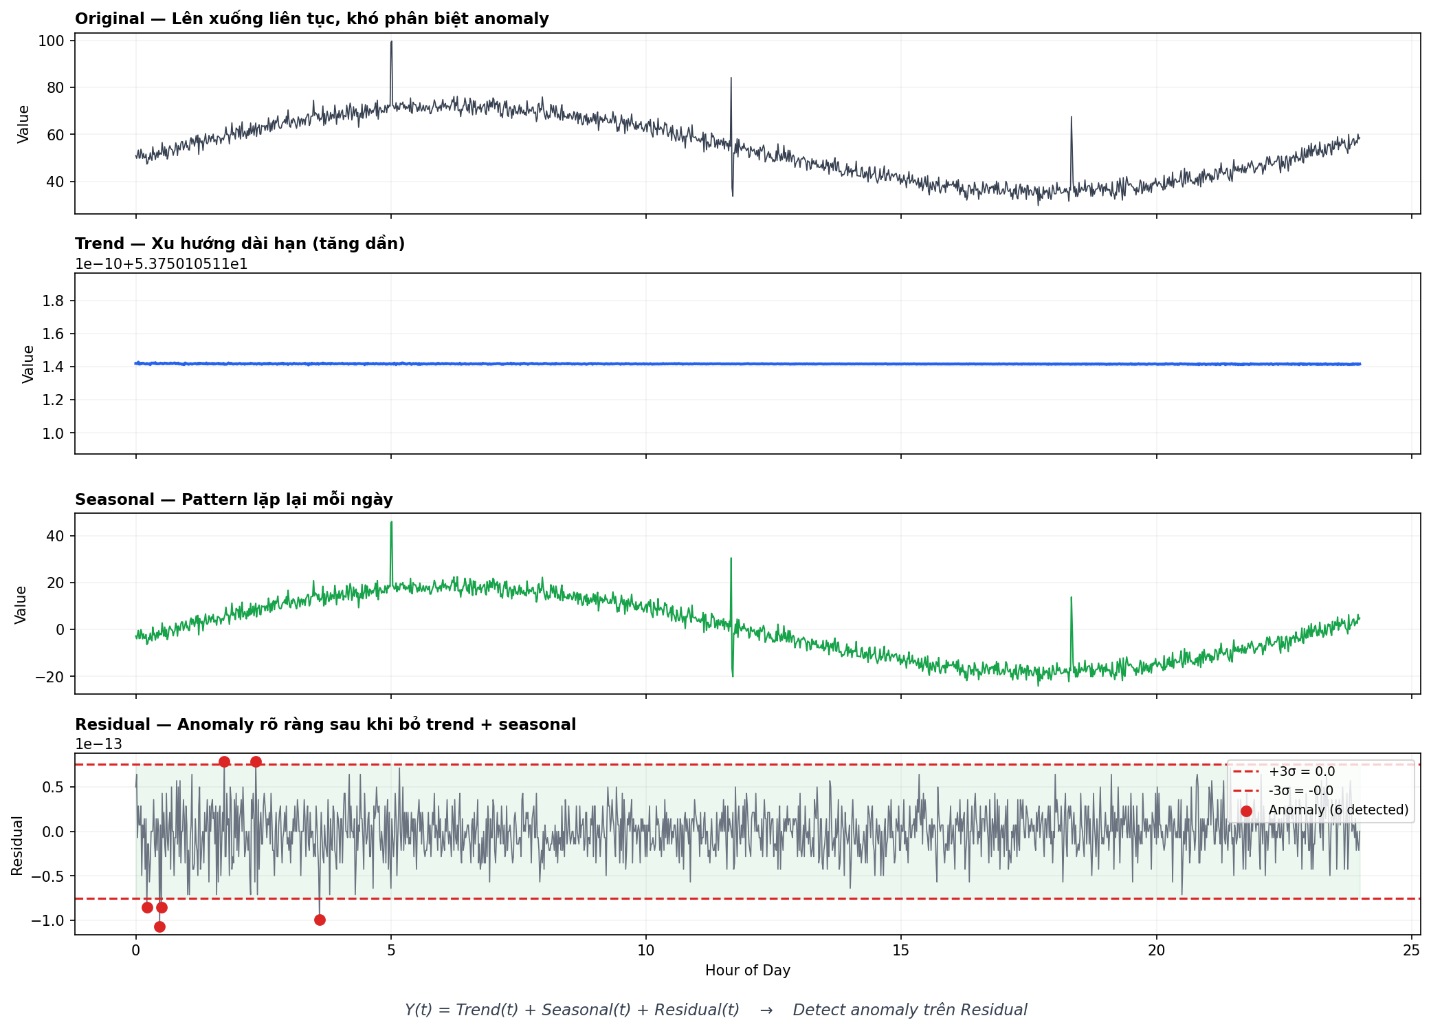 Original — Lên xuống liên tục, khó phân biệt anomaly
100
80
60
40
Value
Trend — Xu hướng dài hạn (tăng dần)
1e−10+5.375010511e1
1.8
1.6
1.4
1.2
1.0
Value
Seasonal — Pattern lặp lại mỗi ngày
40
20
0
−20
Value
Residual — Anomaly rõ ràng sau khi bỏ trend + seasonal
1e−13
0.5
0.0
−0.5
−1.0
Residual
+3σ = 0.0
-3σ = -0.0
Anomaly (6 detected)
0 5 10 15 20 25
Hour of Day
Y(t) = Trend(t) + Seasonal(t) + Residual(t) → Detect anomaly trên Residual